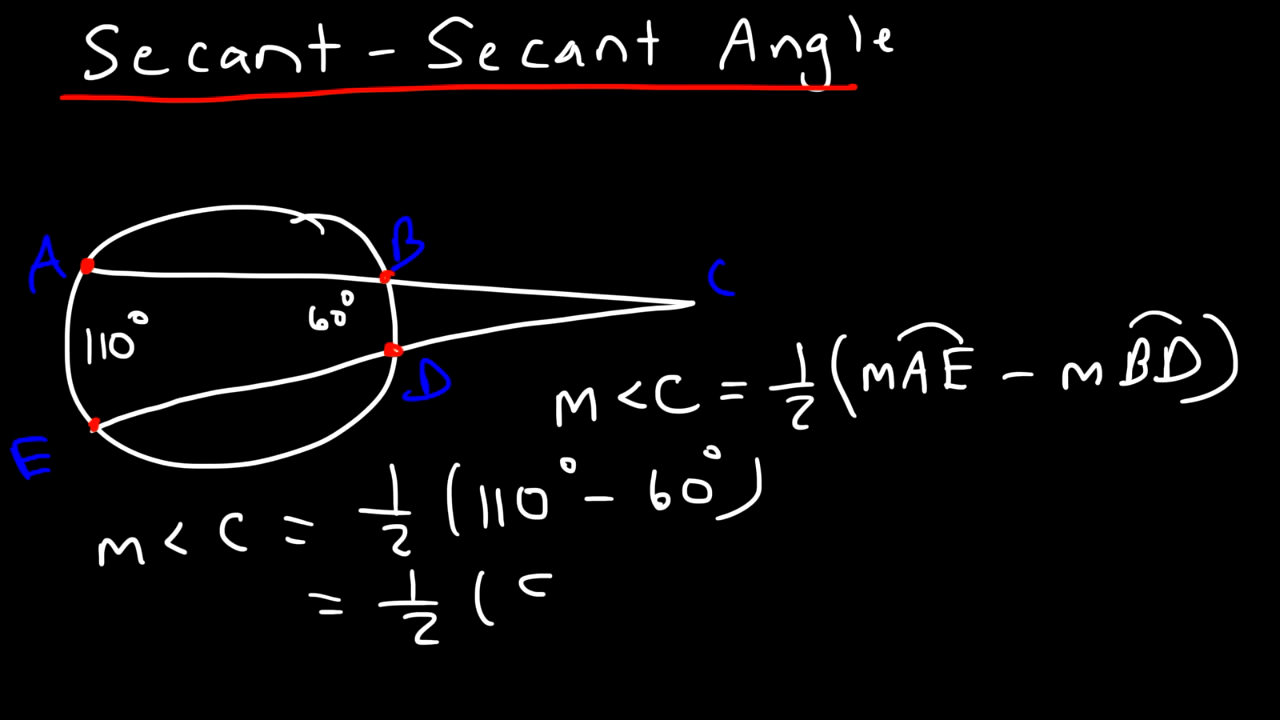 Secant - Secant Angle
A
B
C
110°
60°
D
E
m<C = 1/2 (mAE - mBD)
m<C = 1/2 (110° - 60°)
= 1/2 (